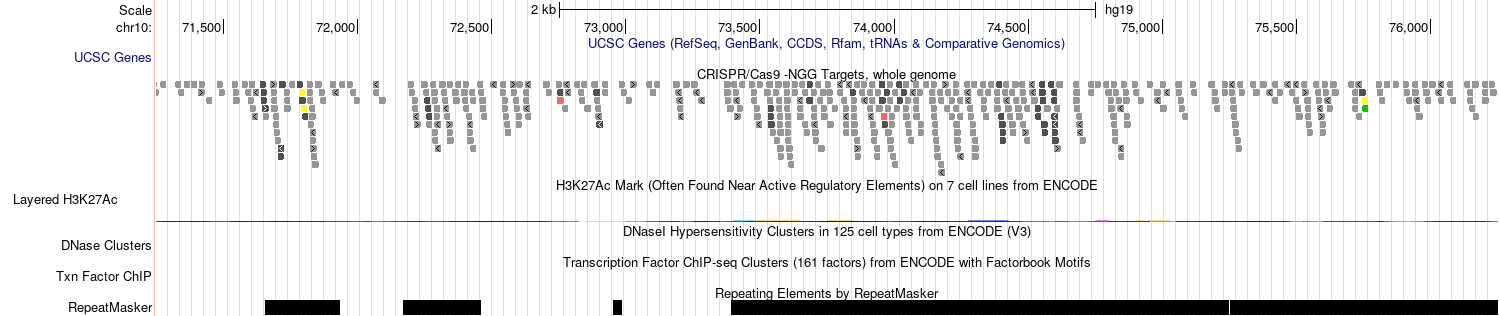 Scale 2 kb hg19
chr10: 71,500 72,000 72,500 73,000 73,500 74,000 74,500 75,000 75,500 76,000
UCSC Genes (RefSeq, GenBank, CCDS, Rfam, tRNAs & Comparative Genomics)
UCSC Genes
CRISPR/Cas9 -NGG Targets, whole genome
H3K27Ac Mark (Often Found Near Active Regulatory Elements) on 7 cell lines from ENCODE
Layered H3K27Ac
DNaseI Hypersensitivity Clusters in 125 cell types from ENCODE (V3)
DNase Clusters
Transcription Factor ChIP-seq Clusters (161 factors) from ENCODE with Factorbook Motifs
Txn Factor ChIP
Repeating Elements by RepeatMasker
RepeatMasker